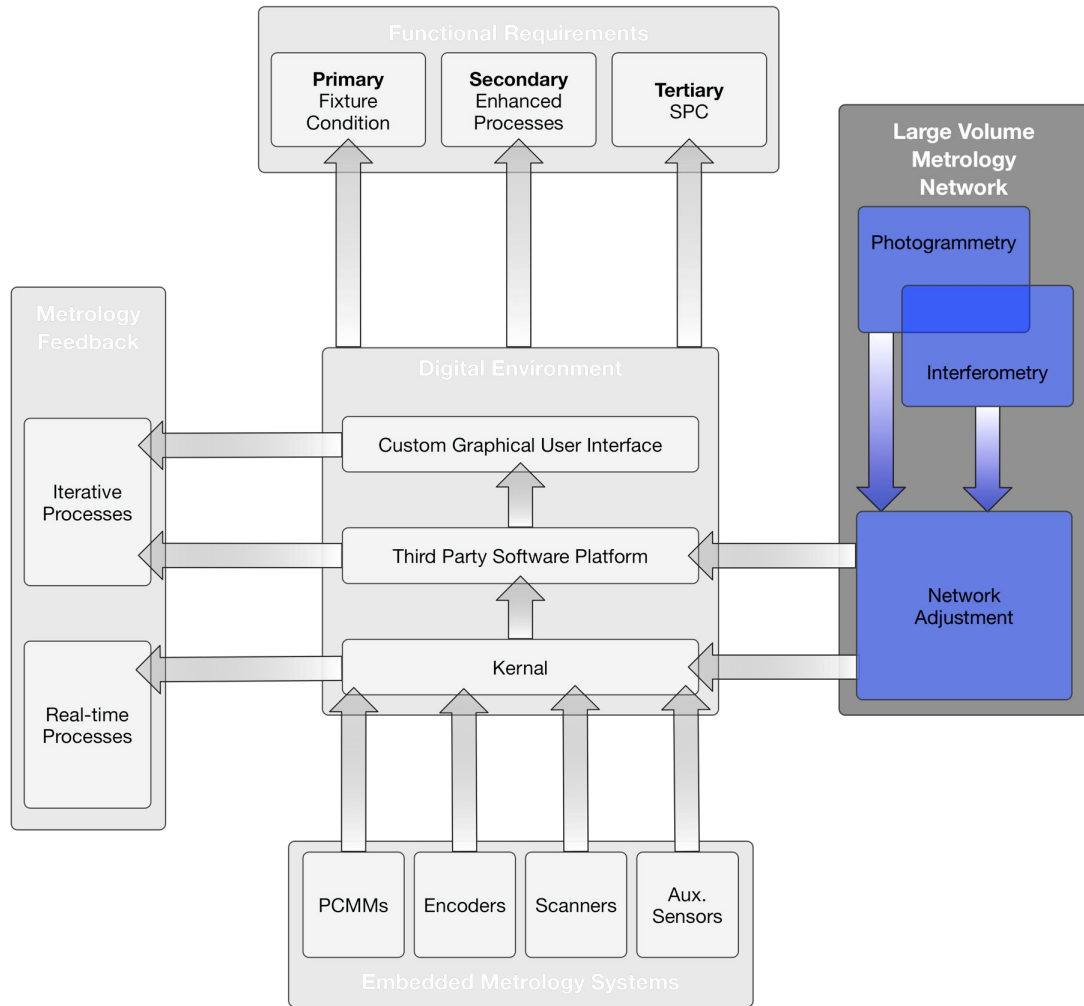 Functional Requirements
Primary
Fixture
Condition
Secondary
Enhanced
Processes
Tertiary
SPC
Large Volume
Metrology
Network
Photogrammetry
Interferometry
Network
Adjustment
Metrology
Feedback
Iterative
Processes
Real-time
Processes
Digital Environment
Custom Graphical User Interface
Third Party Software Platform
Kernal
PCMMs
Encoders
Scanners
Aux.
Sensors
Embedded Metrology Systems